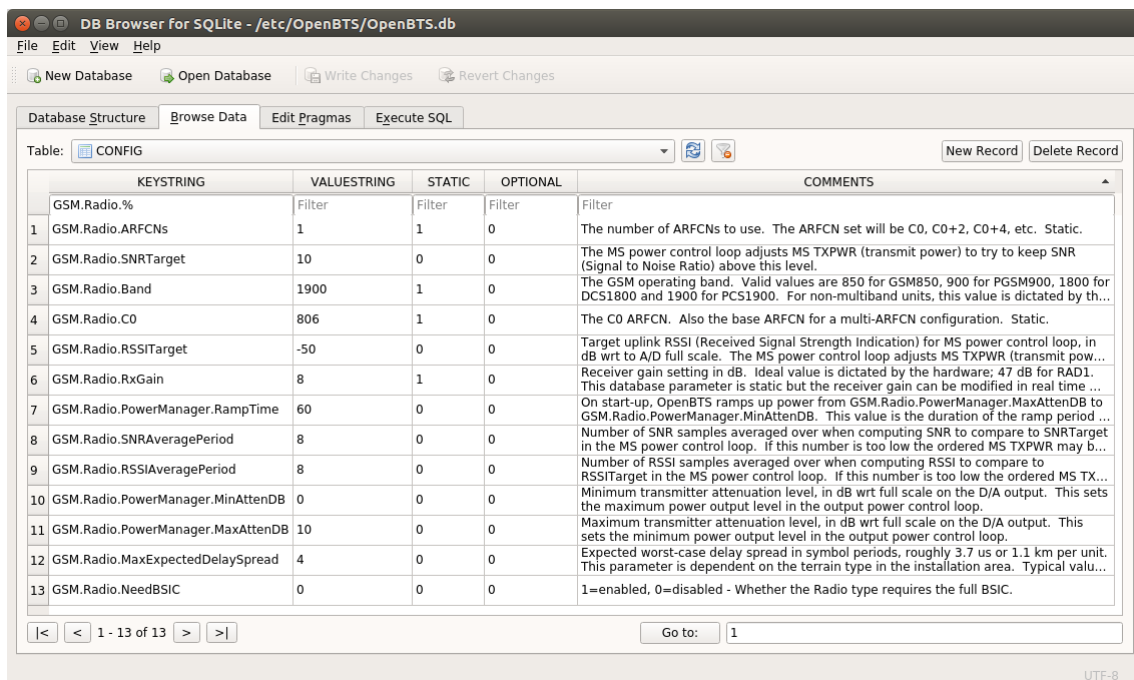 DB Browser for SQLite - /etc/OpenBTS/OpenBTS.db
File Edit View Help
New Database Open Database Write Changes Revert Changes
Database Structure Browse Data Edit Pragmas Execute SQL
Table: CONFIG New Record Delete Record
KEYSTRING VALUESTRING STATIC OPTIONAL COMMENTS
GSM.Radio.% Filter Filter Filter Filter
1 GSM.Radio.ARFCNs 1 1 0 The number of ARFCNs to use. The ARFCN set will be C0, C0+2, C0+4, etc. Static.
2 GSM.Radio.SNRTarget 10 0 0 The MS power control loop adjusts MS TXPWR (transmit power) to try to keep SNR
(Signal to Noise Ratio) above this level.
3 GSM.Radio.Band 1900 1 0 The GSM operating band. Valid values are 850 for GSM850, 900 for PGSM900, 1800 for
DCS1800 and 1900 for PCS1900. For non-multiband units, this value is dictated by th...
4 GSM.Radio.C0 806 1 0 The C0 ARFCN. Also the base ARFCN for a multi-ARFCN configuration. Static.
5 GSM.Radio.RSSITarget -50 0 0 Target uplink RSSI (Received Signal Strength Indication) for MS power control loop, in
dB wrt to A/D full scale. The MS power control loop adjusts MS TXPWR (transmit pow...
6 GSM.Radio.RxGain 8 1 0 Receiver gain setting in dB. Ideal value is dictated by the hardware; 47 dB for RAD1.
This database parameter is static but the receiver gain can be modified in real time ...
7 GSM.Radio.PowerManager.RampTime 60 0 0 On start-up, OpenBTS ramps up power from GSM.Radio.PowerManager.MaxAttenDB to
GSM.Radio.PowerManager.MinAttenDB. This value is the duration of the ramp period ...
8 GSM.Radio.SNRAveragePeriod 8 0 0 Number of SNR samples averaged over when computing SNR to compare to SNRTarget
in the MS power control loop. If this number is too low the ordered MS TXPWR may b...
9 GSM.Radio.RSSIAveragePeriod 8 0 0 Number of RSSI samples averaged over when computing RSSI to compare to
RSSITarget in the MS power control loop. If this number is too low the ordered MS TX...
10 GSM.Radio.PowerManager.MinAttenDB 0 0 0 Minimum transmitter attenuation level, in dB wrt full scale on the D/A output. This sets
the maximum power output level in the output power control loop.
11 GSM.Radio.PowerManager.MaxAttenDB 10 0 0 Maximum transmitter attenuation level, in dB wrt full scale on the D/A output. This
sets the minimum power output level in the output power control loop.
12 GSM.Radio.MaxExpectedDelaySpread 4 0 0 Expected worst-case delay spread in symbol periods, roughly 3.7 us or 1.1 km per unit.
This parameter is dependent on the terrain type in the installation area. Typical valu...
13 GSM.Radio.NeedBSIC 0 0 0 1=enabled, 0=disabled - Whether the Radio type requires the full BSIC.
|< < 1 - 13 of 13 > >| Go to: 1
UTF-8